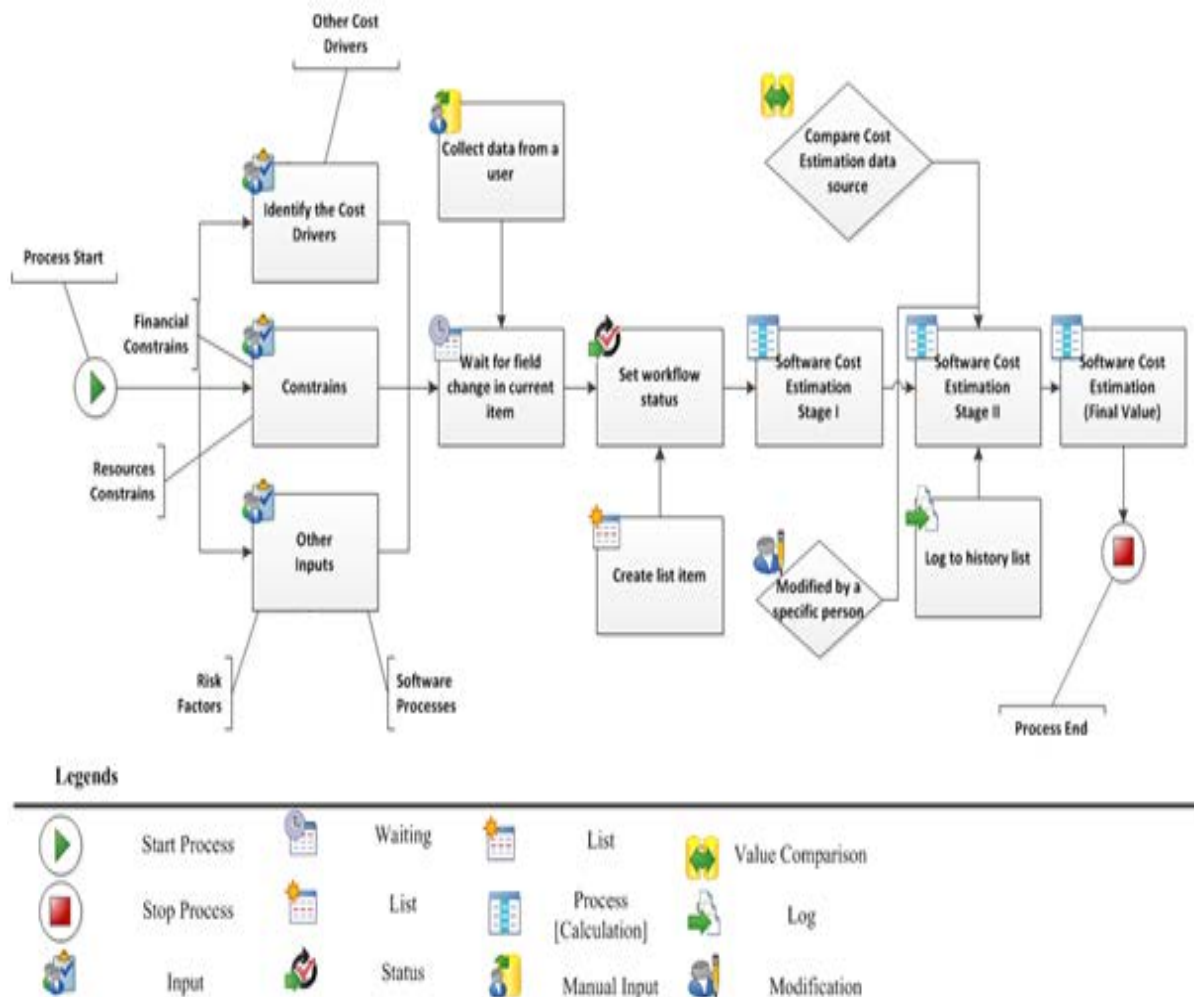 Other Cost
Drivers
Collect data from a
user
Compare Cost
Estimation data
source
Identify the Cost
Drivers
Process Start
Financial
Constrains
Constrains
Wait for field
change in current
item
Set workflow
status
Software Cost
Estimation
Stage I
Software Cost
Estimation
Stage II
Software Cost
Estimation
(Final Value)
Resources
Constrains
Other
Inputs
Create list item
Modified by a
specific person
Log to history list
Risk
Factors
Software
Processes
Process End
Legends
Start Process
Waiting
List
Value Comparison
Stop Process
List
Process
[Calculation]
Log
Input
Status
Manual Input
Modification